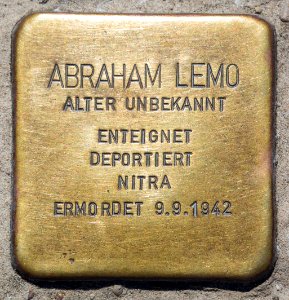 ABRAHAM LEMO
ALTER UNBEKANNT
ENTEIGNET
DEPORTIERT
NITRA
ERMORDET 9.9.1942